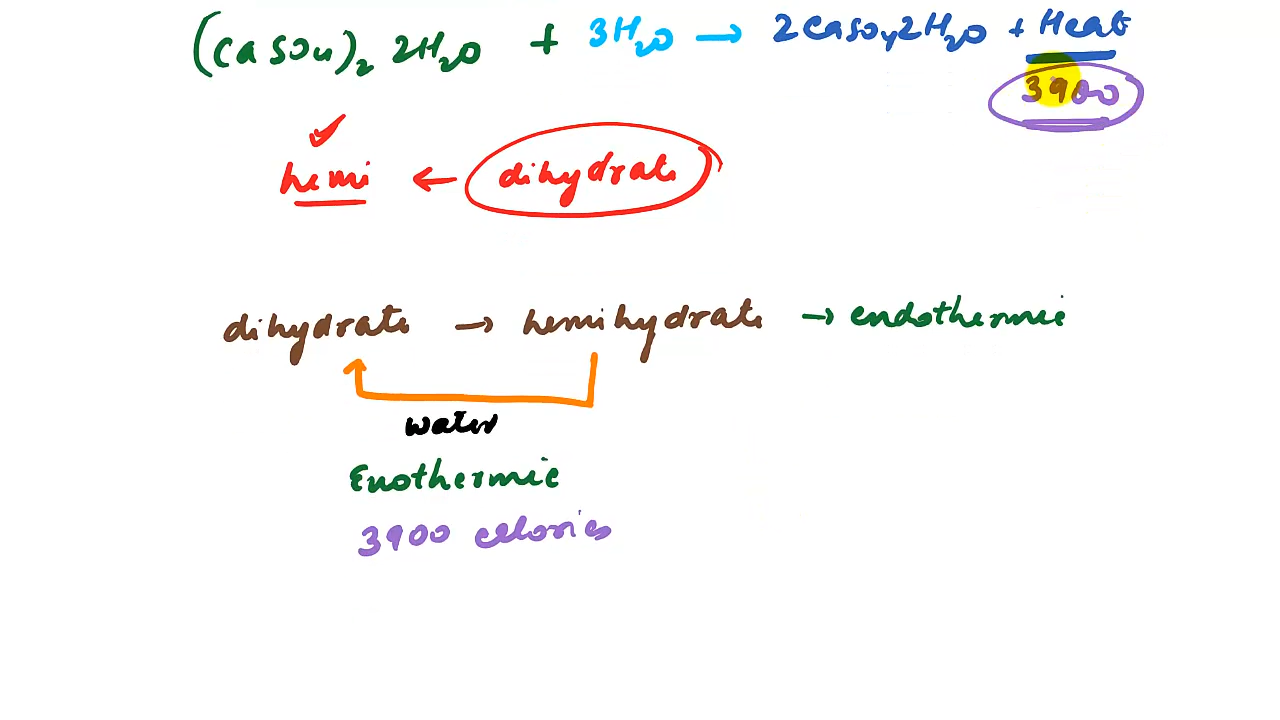 (CaSO4)2 2H2O + 3H2O → 2CaSO4 2H2O + Heat
3900
hemi ← dihydrate
dihydrate → hemihydrate → endothermic
water
Exothermic
3900 calories